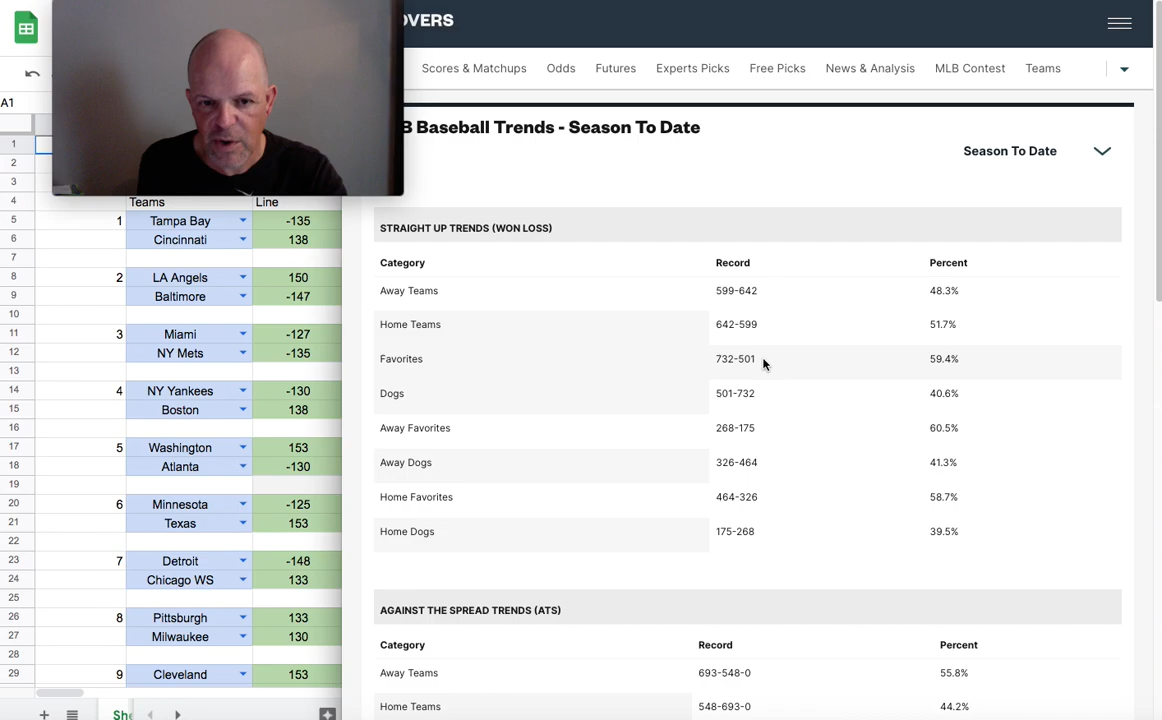 OVERS
Scores & Matchups Odds Futures Experts Picks Free Picks News & Analysis MLB Contest Teams
A1
B Baseball Trends - Season To Date
Season To Date
1
2
3
4 Teams Line
5 1 Tampa Bay -135
6 Cincinnati 138
7
8 2 LA Angels 150
9 Baltimore -147
10
11 3 Miami -127
12 NY Mets -135
13
14 4 NY Yankees -130
15 Boston 138
16
17 5 Washington 153
18 Atlanta -130
19
20 6 Minnesota -125
21 Texas 153
22
23 7 Detroit -148
24 Chicago WS 133
25
26 8 Pittsburgh 133
27 Milwaukee 130
28
29 9 Cleveland 153
She
STRAIGHT UP TRENDS (WON LOSS)
Category Record Percent
Away Teams 599-642 48.3%
Home Teams 642-599 51.7%
Favorites 732-501 59.4%
Dogs 501-732 40.6%
Away Favorites 268-175 60.5%
Away Dogs 326-464 41.3%
Home Favorites 464-326 58.7%
Home Dogs 175-268 39.5%
AGAINST THE SPREAD TRENDS (ATS)
Category Record Percent
Away Teams 693-548-0 55.8%
Home Teams 548-693-0 44.2%